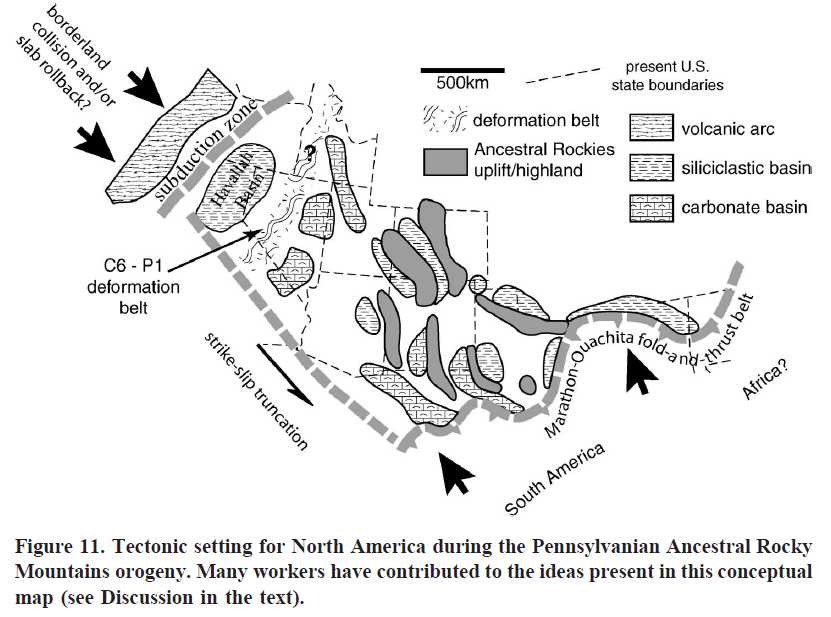 borderland
collision and/or
slab rollback?
subduction zone
Havallah
Basin
?
C6 - P1
deformation
belt
strike-slip truncation
500km
present U.S.
state boundaries
deformation belt
Ancestral Rockies
uplift/highland
volcanic arc
siliciclastic basin
carbonate basin
Marathon-Ouachita fold-and-thrust belt
South America
Africa?
Figure 11. Tectonic setting for North America during the Pennsylvanian Ancestral Rocky
Mountains orogeny. Many workers have contributed to the ideas present in this conceptual
map (see Discussion in the text).